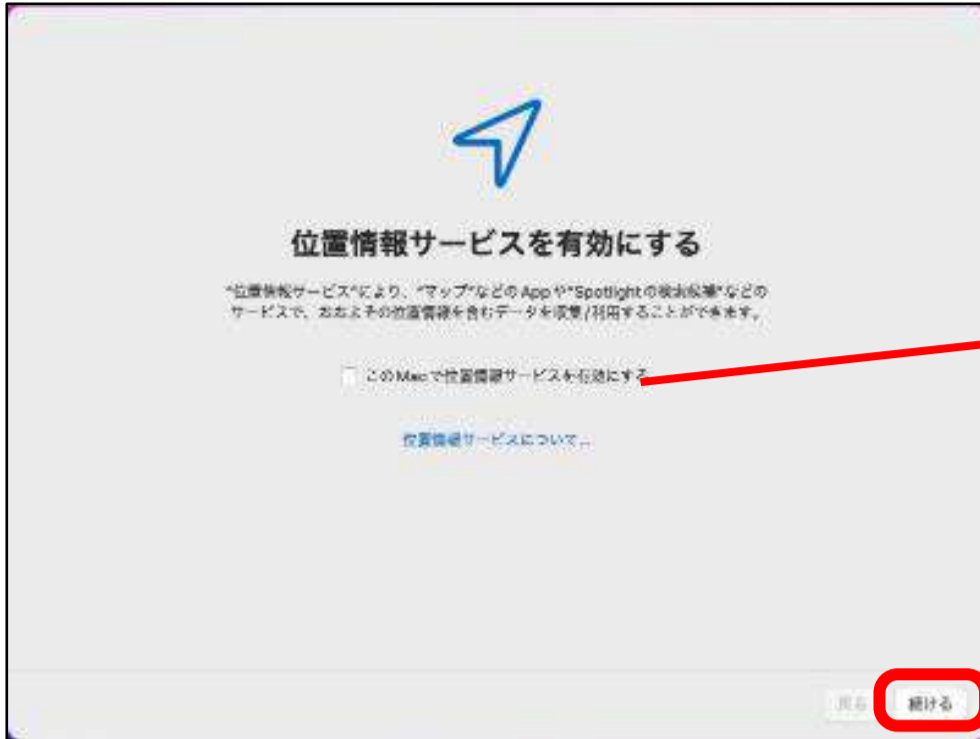 位置情報サービスを有効にする
"位置情報サービス"により、"マップ"などの App や"Spotlightの検索候補"などの
サービスで、おおよその位置情報を含むデータを収集/利用することができます。
このMacで位置情報サービスを有効にする
位置情報サービスについて...
戻る
続ける